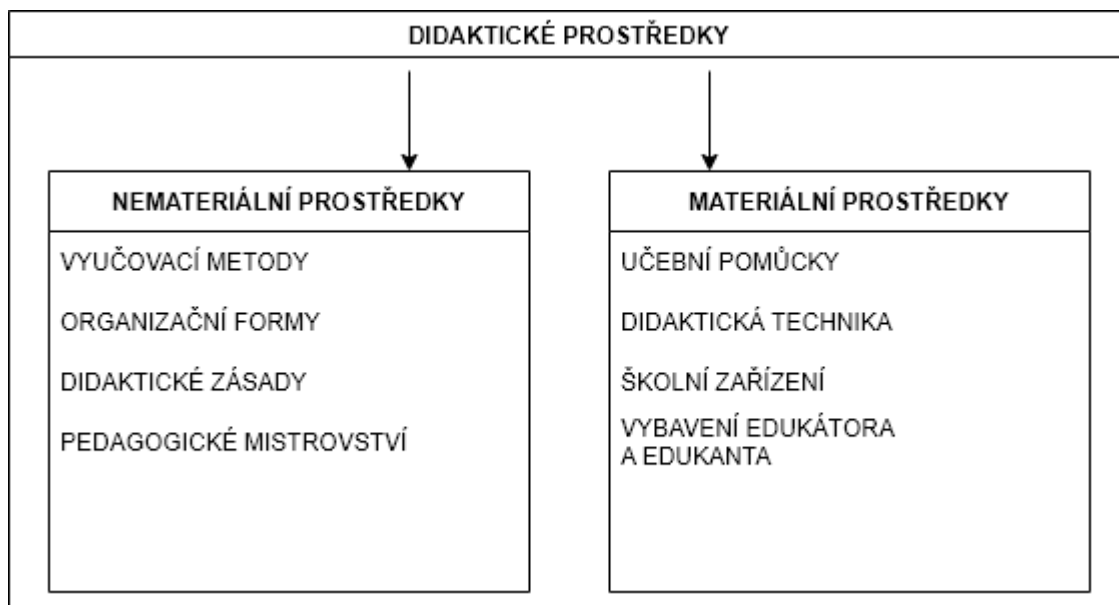 DIDAKTICKÉ PROSTŘEDKY
NEMATERIÁLNÍ PROSTŘEDKY
VYUČOVACÍ METODY
ORGANIZAČNÍ FORMY
DIDAKTICKÉ ZÁSADY
PEDAGOGICKÉ MISTROVSTVÍ
MATERIÁLNÍ PROSTŘEDKY
UČEBNÍ POMŮCKY
DIDAKTICKÁ TECHNIKA
ŠKOLNÍ ZAŘÍZENÍ
VYBAVENÍ EDUKÁTORA
A EDUKANTA